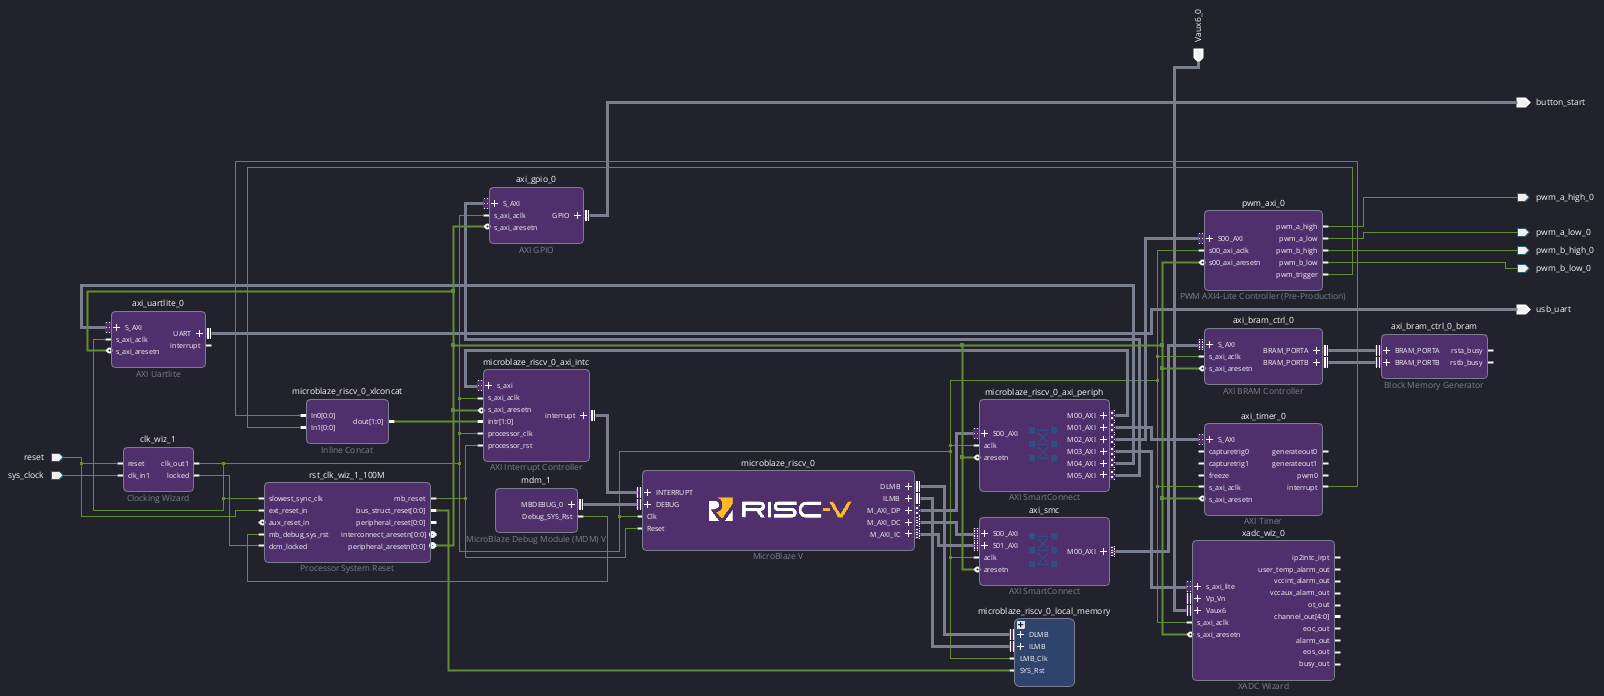 Vaux6_0
button_start
axi_gpio_0
S_AXI
s_axi_aclk
s_axi_aresetn
GPIO
AXI GPIO
pwm_axi_0
S00_AXI
s00_axi_aclk
s00_axi_aresetn
pwm_a_high
pwm_a_low
pwm_b_high
pwm_b_low
pwm_trigger
PWM AXI4-Lite Controller (Pre-Production)
pwm_a_high_0
pwm_a_low_0
pwm_b_high_0
pwm_b_low_0
usb_uart
axi_uartlite_0
S_AXI
s_axi_aclk
s_axi_aresetn
UART
interrupt
AXI Uartlite
axi_bram_ctrl_0
S_AXI
s_axi_aclk
s_axi_aresetn
BRAM_PORTA
BRAM_PORTB
AXI BRAM Controller
axi_bram_ctrl_0_bram
BRAM_PORTA
BRAM_PORTB
rsta_busy
rstb_busy
Block Memory Generator
microblaze_riscv_0_axi_intc
s_axi
s_axi_aclk
s_axi_aresetn
intr[1:0]
processor_clk
processor_rst
interrupt
AXI Interrupt Controller
microblaze_riscv_0_xlconcat
In0[0:0]
In1[0:0]
dout[1:0]
Inline Concat
microblaze_riscv_0_axi_periph
S00_AXI
aclk
aresetn
M00_AXI
M01_AXI
M02_AXI
M03_AXI
M04_AXI
M05_AXI
AXI SmartConnect
axi_timer_0
S_AXI
capturetrig0
capturetrig1
freeze
s_axi_aclk
s_axi_aresetn
generateout0
generateout1
pwm0
interrupt
AXI Timer
reset
sys_clock
clk_wiz_1
reset
clk_in1
clk_out1
locked
Clocking Wizard
rst_clk_wiz_1_100M
slowest_sync_clk
ext_reset_in
aux_reset_in
mb_debug_sys_rst
dcm_locked
mb_reset
bus_struct_reset[0:0]
peripheral_reset[0:0]
interconnect_aresetn[0:0]
peripheral_aresetn[0:0]
Processor System Reset
mdm_1
MBDEBUG_0
Debug_SYS_Rst
MicroBlaze Debug Module (MDM) V
microblaze_riscv_0
INTERRUPT
DEBUG
Clk
Reset
RISC-V
DLMB
ILMB
M_AXI_DP
M_AXI_DC
M_AXI_IC
MicroBlaze V
axi_smc
S00_AXI
S01_AXI
aclk
aresetn
M00_AXI
AXI SmartConnect
xadc_wiz_0
s_axi_lite
Vp_Vn
Vaux6
s_axi_aclk
s_axi_aresetn
ip2intc_irpt
user_temp_alarm_out
vccint_alarm_out
vccaux_alarm_out
ot_out
channel_out[4:0]
eoc_out
alarm_out
eos_out
busy_out
XADC Wizard
microblaze_riscv_0_local_memory
DLMB
ILMB
LMB_Clk
SYS_Rst